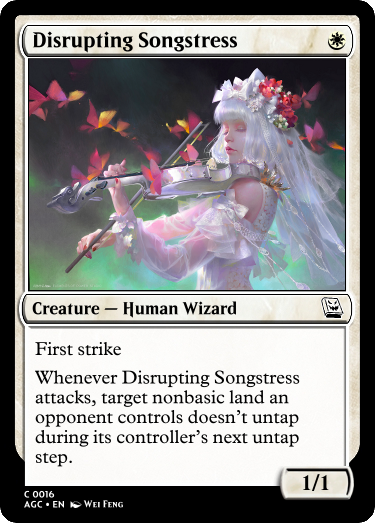 Disrupting Songstress
Creature — Human Wizard
First strike
Whenever Disrupting Songstress
attacks, target nonbasic land an
opponent controls doesn't untap
during its controller's next untap
step.
1/1
C 0016
AGC • EN Wei Feng